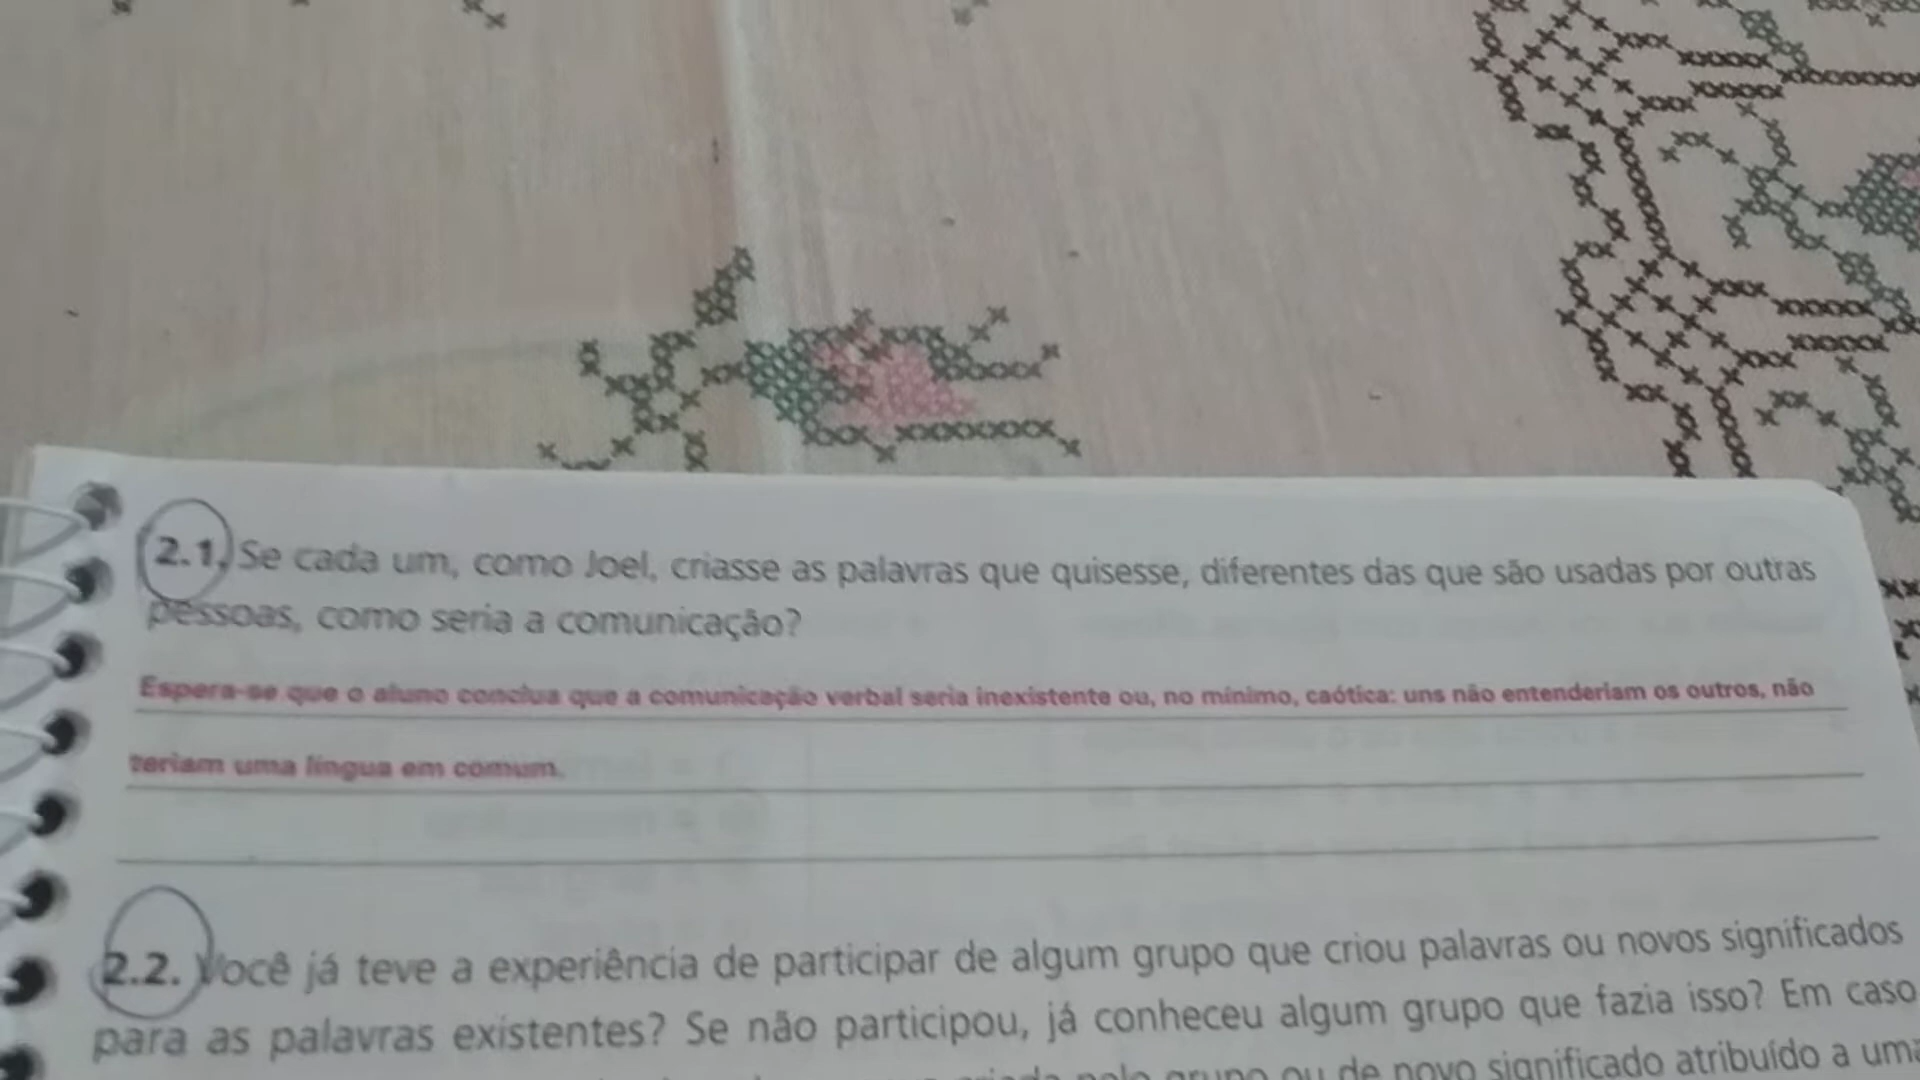 2.1. Se cada um, como Joel, criasse as palavras que quisesse, diferentes das que são usadas por outras
pessoas, como seria a comunicação?
Espera-se que o aluno conclua que a comunicação verbal seria inexistente ou, no mínimo, caótica: uns não entenderiam os outros, não
teriam uma língua em comum.
2.2. Você já teve a experiência de participar de algum grupo que criou palavras ou novos significados
para as palavras existentes? Se não participou, já conheceu algum grupo que fazia isso? Em caso
pelo grupo ou de novo significado atribuído a uma